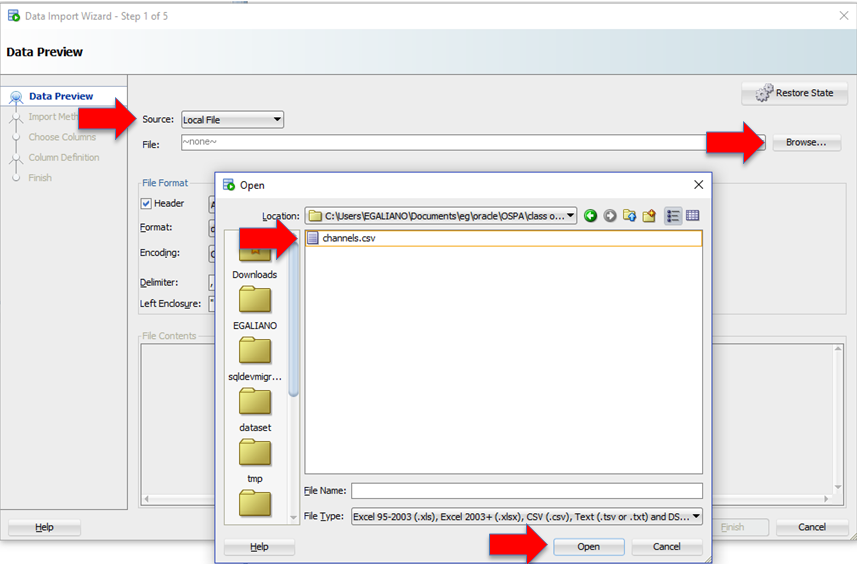 Data Import Wizard - Step 1 of 5
Data Preview
Data Preview
Import Meth
Choose Columns
Column Definition
Finish
Restore State
Source: Local File
File: ~none~
Browse...
File Format
Header
Format:
Encoding:
Delimiter: ,
Left Enclosure: "
File Contents
Open
Location: C:\Users\EGALIANO\Documents\eg\oracle\OSPA\class o...
channels.csv
Downloads
EGALIANO
sqldevmigr...
dataset
tmp
File Name:
File Type: Excel 95-2003 (.xls), Excel 2003+ (.xlsx), CSV (.csv), Text (.tsv or .txt) and DS...
Help
Open
Cancel
Help
Finish
Cancel